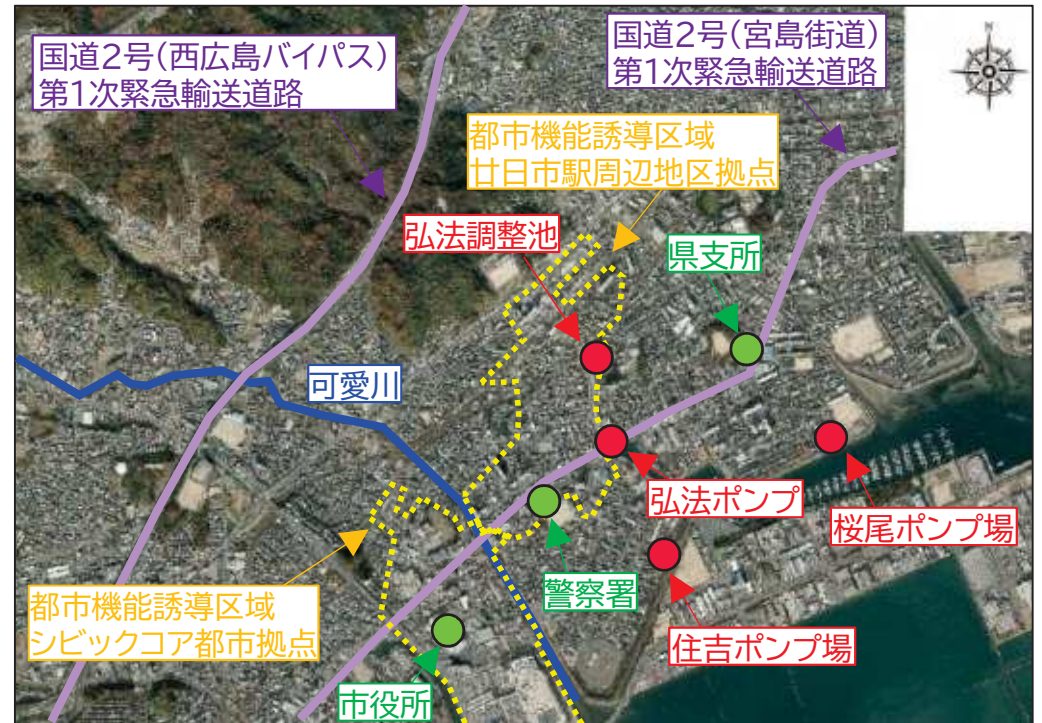 国道2号(西広島バイパス)
第1次緊急輸送道路
国道2号(宮島街道)
第1次緊急輸送道路
N
都市機能誘導区域
廿日市駅周辺地区拠点
弘法調整池
県支所
可愛川
弘法ポンプ
桜尾ポンプ場
警察署
住吉ポンプ場
都市機能誘導区域
シビックコア都市拠点
市役所